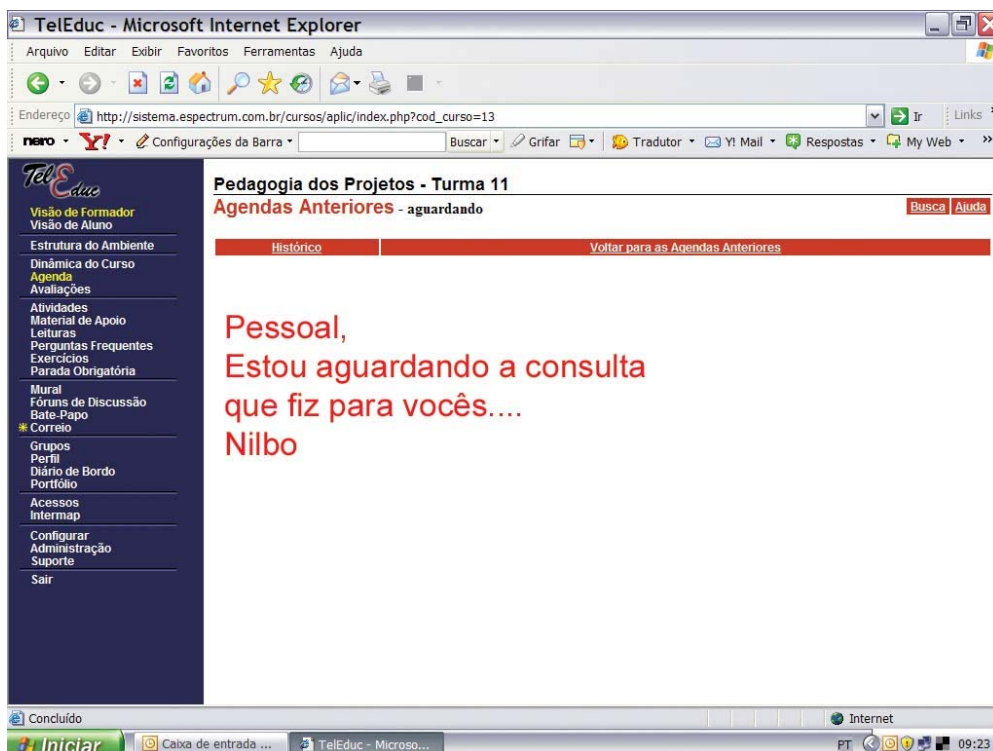 TelEduc - Microsoft Internet Explorer
Arquivo Editar Exibir Favoritos Ferramentas Ajuda
Endereço http://sistema.espectrum.com.br/cursos/aplic/index.php?cod_curso=13 Ir Links
nero Y! Configurações da Barra Buscar Grifar Tradutor Y! Mail Respostas My Web »
TelEduc
Visão de Formador
Visão de Aluno
Estrutura do Ambiente
Dinâmica do Curso
Agenda
Avaliações
Atividades
Material de Apoio
Leituras
Perguntas Frequentes
Exercícios
Parada Obrigatória
Mural
Fóruns de Discussão
Bate-Papo
Correio
Grupos
Perfil
Diário de Bordo
Portfólio
Acessos
Intermap
Configurar
Administração
Suporte
Sair
Pedagogia dos Projetos - Turma 11
Agendas Anteriores - aguardando
Busca Ajuda
Histórico Voltar para as Agendas Anteriores
Pessoal,
Estou aguardando a consulta
que fiz para vocês....
Nilbo
Concluído Internet
Iniciar Caixa de entrada ... TelEduc - Microso... PT 09:23